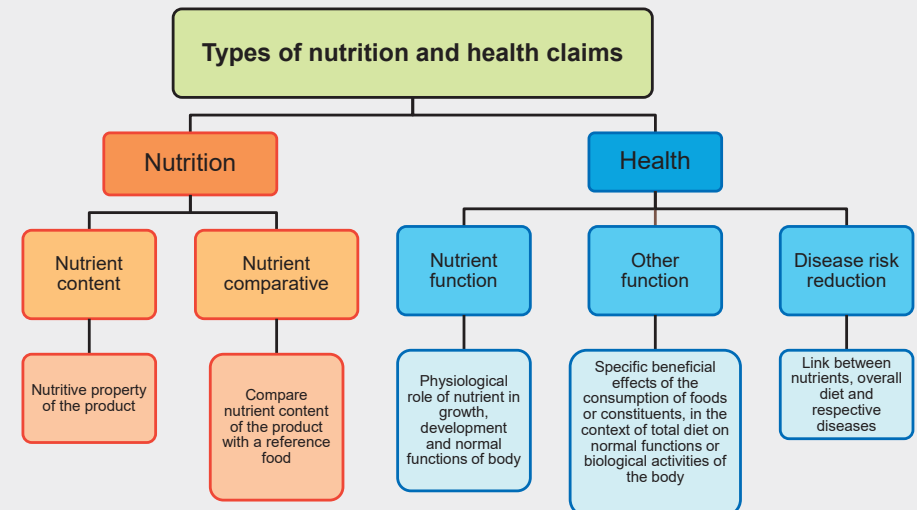 Types of nutrition and health claims
Nutrition
Health
Nutrient
content
Nutrient
comparative
Nutrient
function
Other
function
Disease risk
reduction
Nutritive property
of the product
Compare
nutrient content
of the product
with a reference
food
Physiological
role of nutrient in
growth,
development
and normal
functions of body
Specific beneficial
effects of the
consumption of foods
or constituents, in the
context of total diet on
normal functions or
biological activities of
the body
Link between
nutrients, overall
diet and
respective
diseases